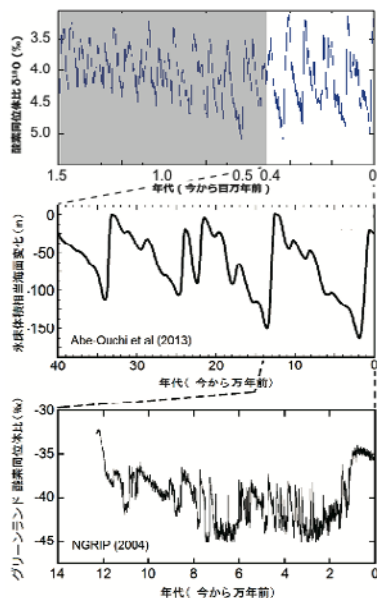 酸素同位体比 δ¹⁸O (‰)
3.5
4.0
4.5
5.0
1.5 1.2 0.8 0.5 0.4 0
年代 (今から百万年前)
氷床体積相当海面変化 (m)
0
-50
-100
-150
Abe-Ouchi et al (2013)
40 30 20 10 0
年代( 今から万年前)
グリーンランド 酸素同位体比(‰)
-30
-35
-40
-45
NGRIP (2004)
14 12 10 8 6 4 2 0
年代( 今から万年前)